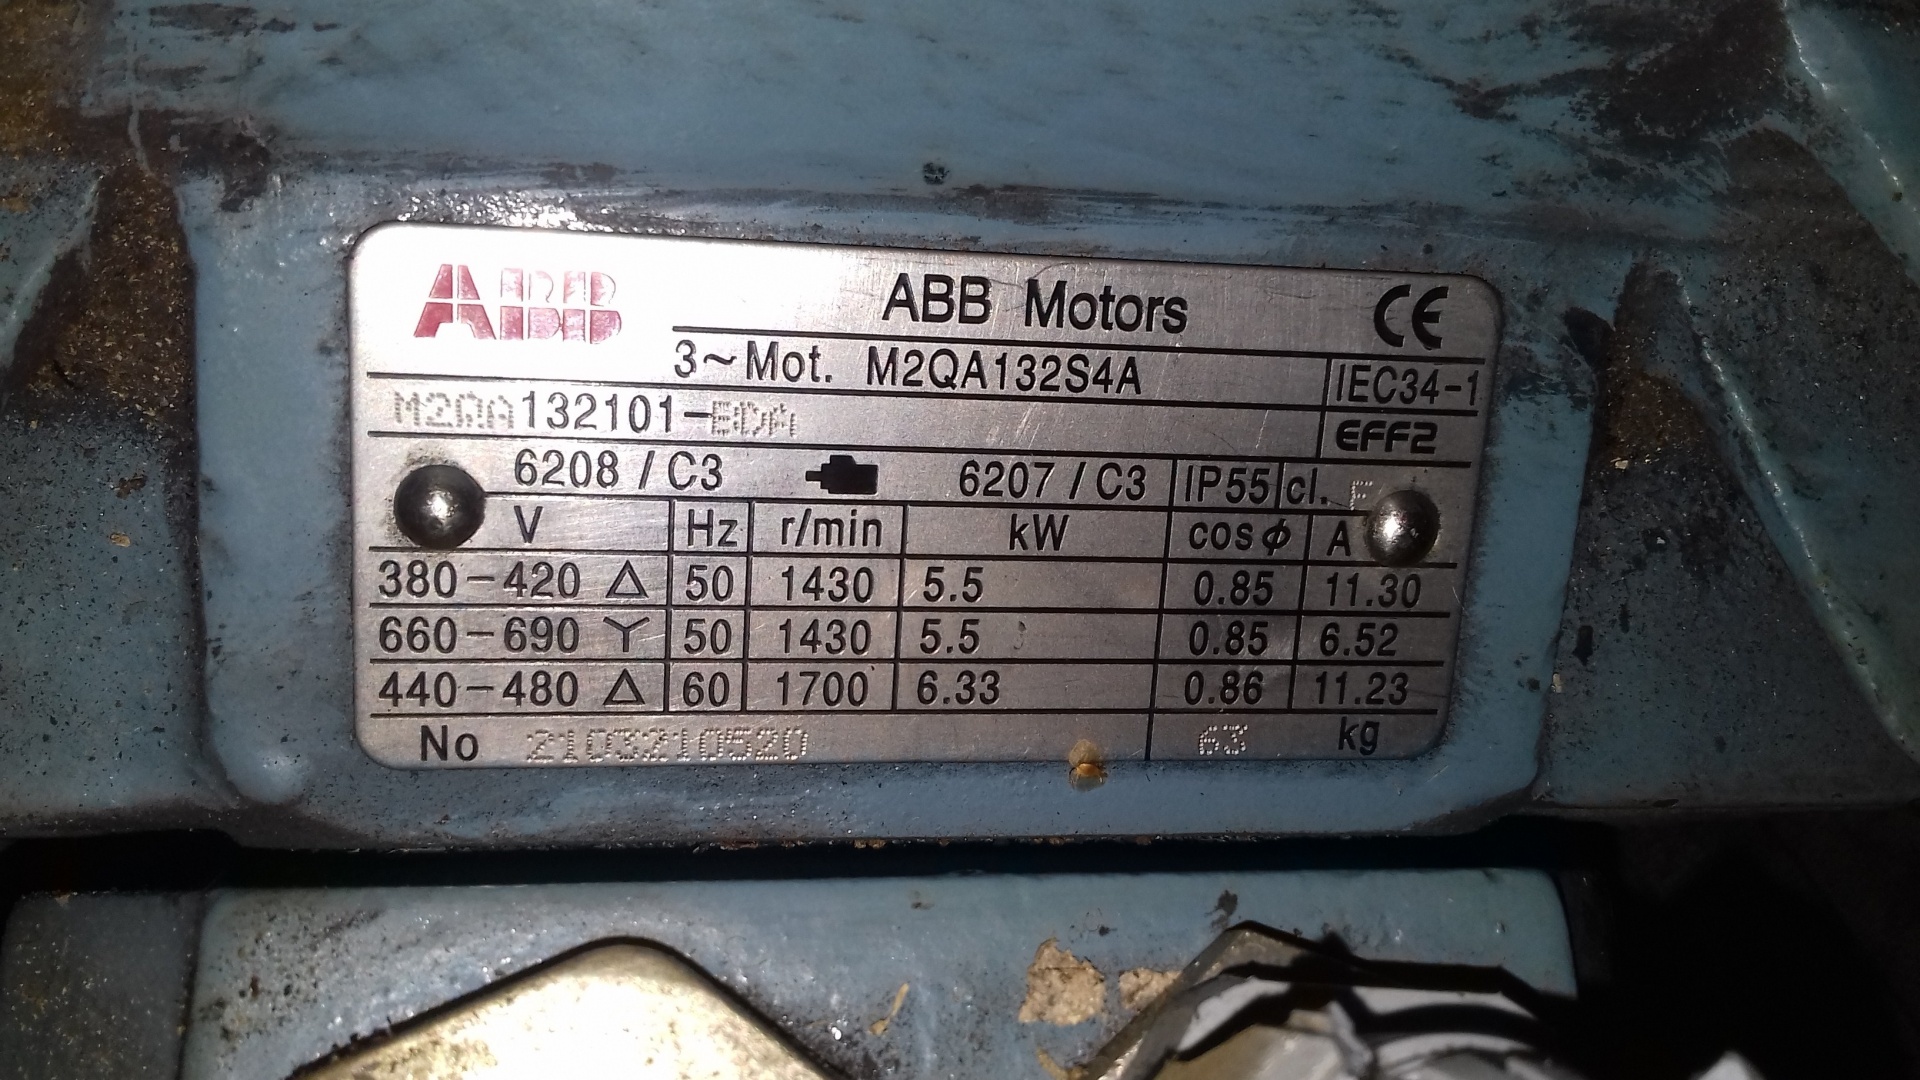 ABB ABB Motors CE
3~Mot. M2QA132S4A IEC34-1
M2QA132101-EDA EFF2
6208/C3 6207/C3 IP55 cl. F
V Hz r/min kW cosϕ A
380-420 Δ 50 1430 5.5 0.85 11.30
660-690 Y 50 1430 5.5 0.85 6.52
440-480 Δ 60 1700 6.33 0.86 11.23
No 2103210520 63 kg